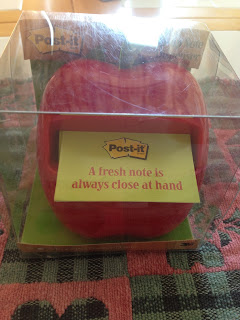 Post-it
Post-it
A fresh note is
always close at hand